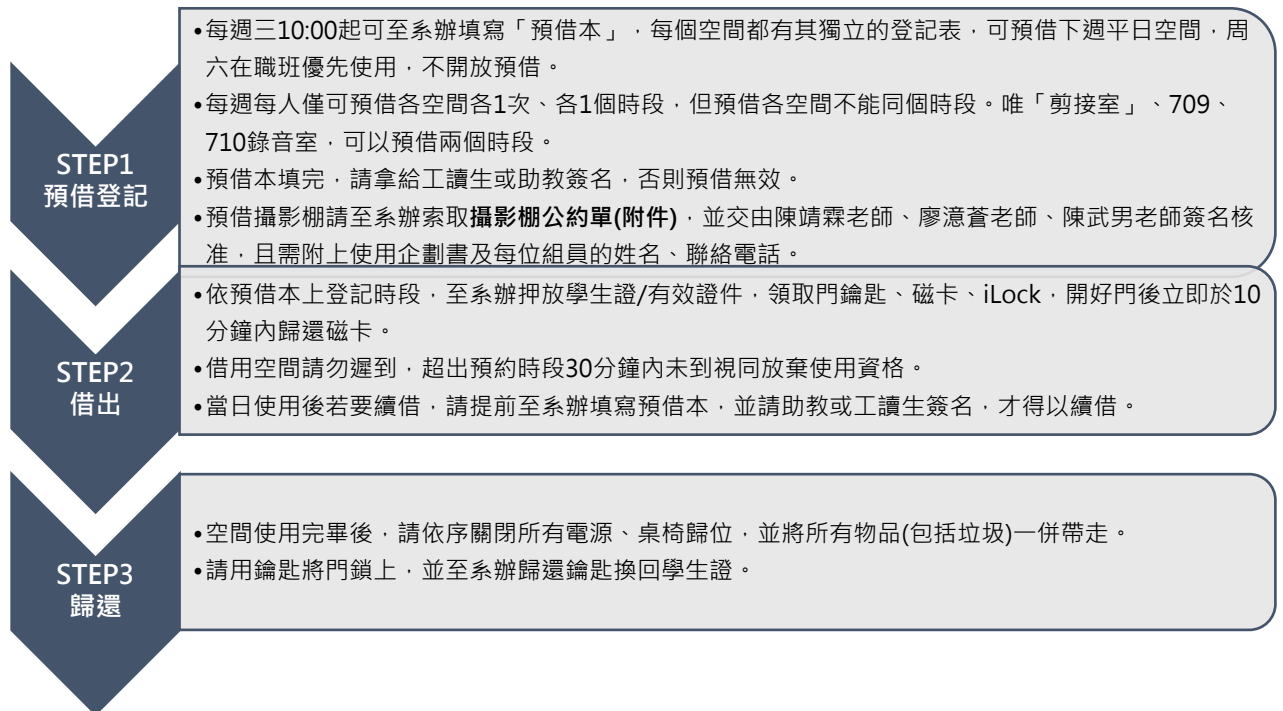 STEP1
預借登記
•每週三10:00起可至系辦填寫「預借本」，每個空間都有其獨立的登記表，可預借下週平日空間，周
六在職班優先使用，不開放預借。
•每週每人僅可預借各空間各1次、各1個時段，但預借各空間不能同個時段。唯「剪接室」、709、
710錄音室，可以預借兩個時段。
•預借本填完，請拿給工讀生或助教簽名，否則預借無效。
•預借攝影棚請至系辦索取攝影棚公約單(附件)，並交由陳靖霖老師、廖澺蒼老師、陳武男老師簽名核
准，且需附上使用企劃書及每位組員的姓名、聯絡電話。
STEP2
借出
•依預借本上登記時段，至系辦押放學生證/有效證件，領取門鑰匙、磁卡、iLock，開好門後立即於10
分鐘內歸還磁卡。
•借用空間請勿遲到，超出預約時段30分鐘內未到視同放棄使用資格。
•當日使用後若要續借，請提前至系辦填寫預借本，並請助教或工讀生簽名，才得以續借。
STEP3
歸還
•空間使用完畢後，請依序關閉所有電源、桌椅歸位，並將所有物品(包括垃圾)一併帶走。
•請用鑰匙將門鎖上，並至系辦歸還鑰匙換回學生證。